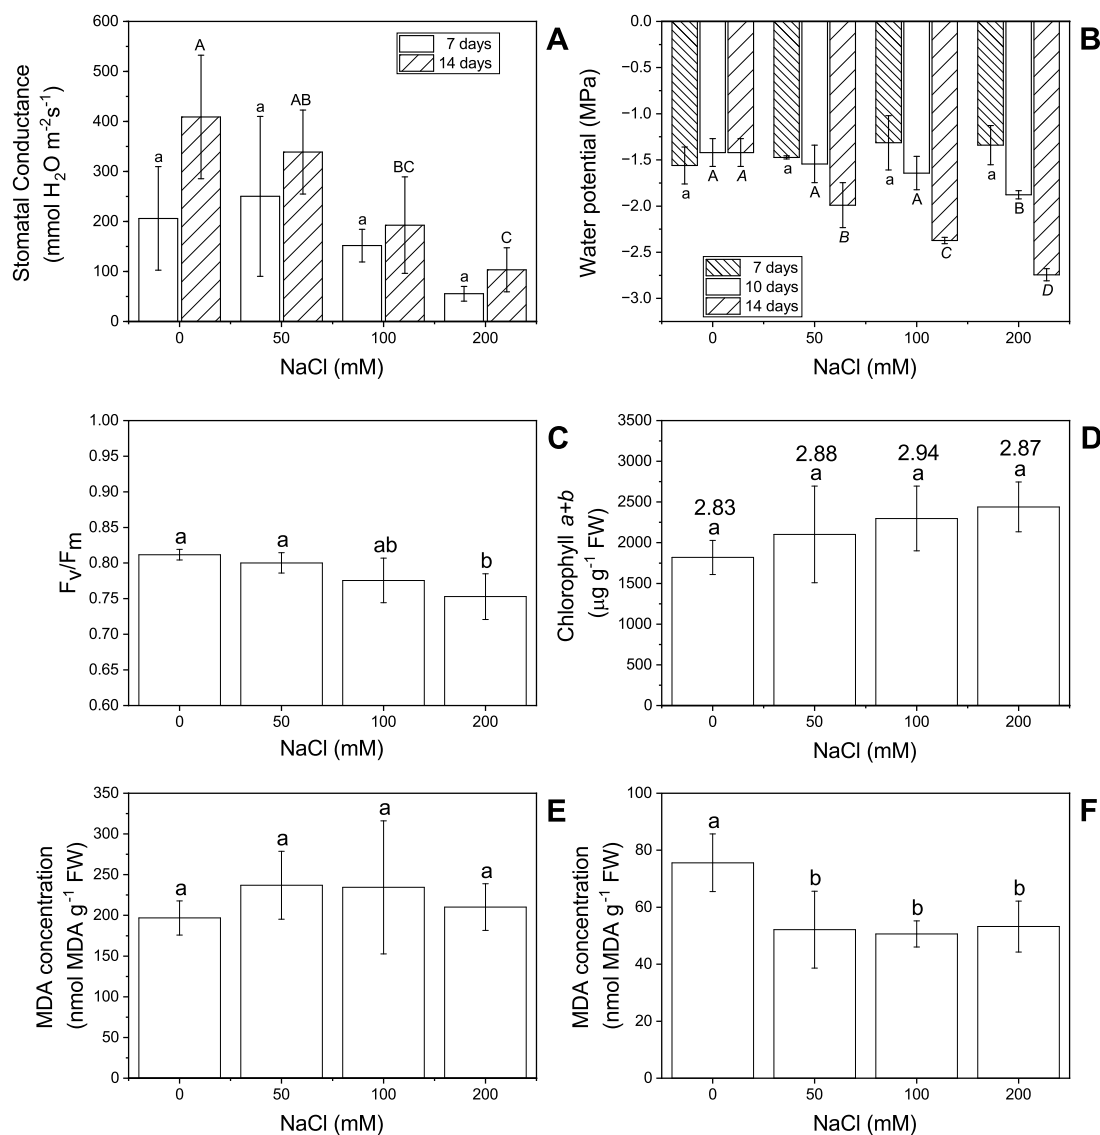 A
Stomatal Conductance
(mmol H₂O m⁻²s⁻¹)
600
500
400
300
200
100
0
7 days
14 days
a
A
a
AB
a
BC
a
C
0
50
100
200
NaCl (mM)
B
Water potential (MPa)
0.0
−0.5
−1.0
−1.5
−2.0
−2.5
−3.0
a
A
A
a
A
B
a
A
C
a
B
D
7 days
10 days
14 days
0
50
100
200
NaCl (mM)
C
Fᵥ/Fₘ
1.00
0.95
0.90
0.85
0.80
0.75
0.70
0.65
0.60
a
a
ab
b
0
50
100
200
NaCl (mM)
D
Chlorophyll a+b
(μg g⁻¹ FW)
3500
3000
2500
2000
1500
1000
500
0
2.83
a
2.88
a
2.94
a
2.87
a
0
50
100
200
NaCl (mM)
E
MDA concentration
(nmol MDA g⁻¹ FW)
350
300
250
200
150
100
50
0
a
a
a
a
0
50
100
200
NaCl (mM)
F
MDA concentration
(nmol MDA g⁻¹ FW)
100
80
60
40
20
0
a
b
b
b
0
50
100
200
NaCl (mM)